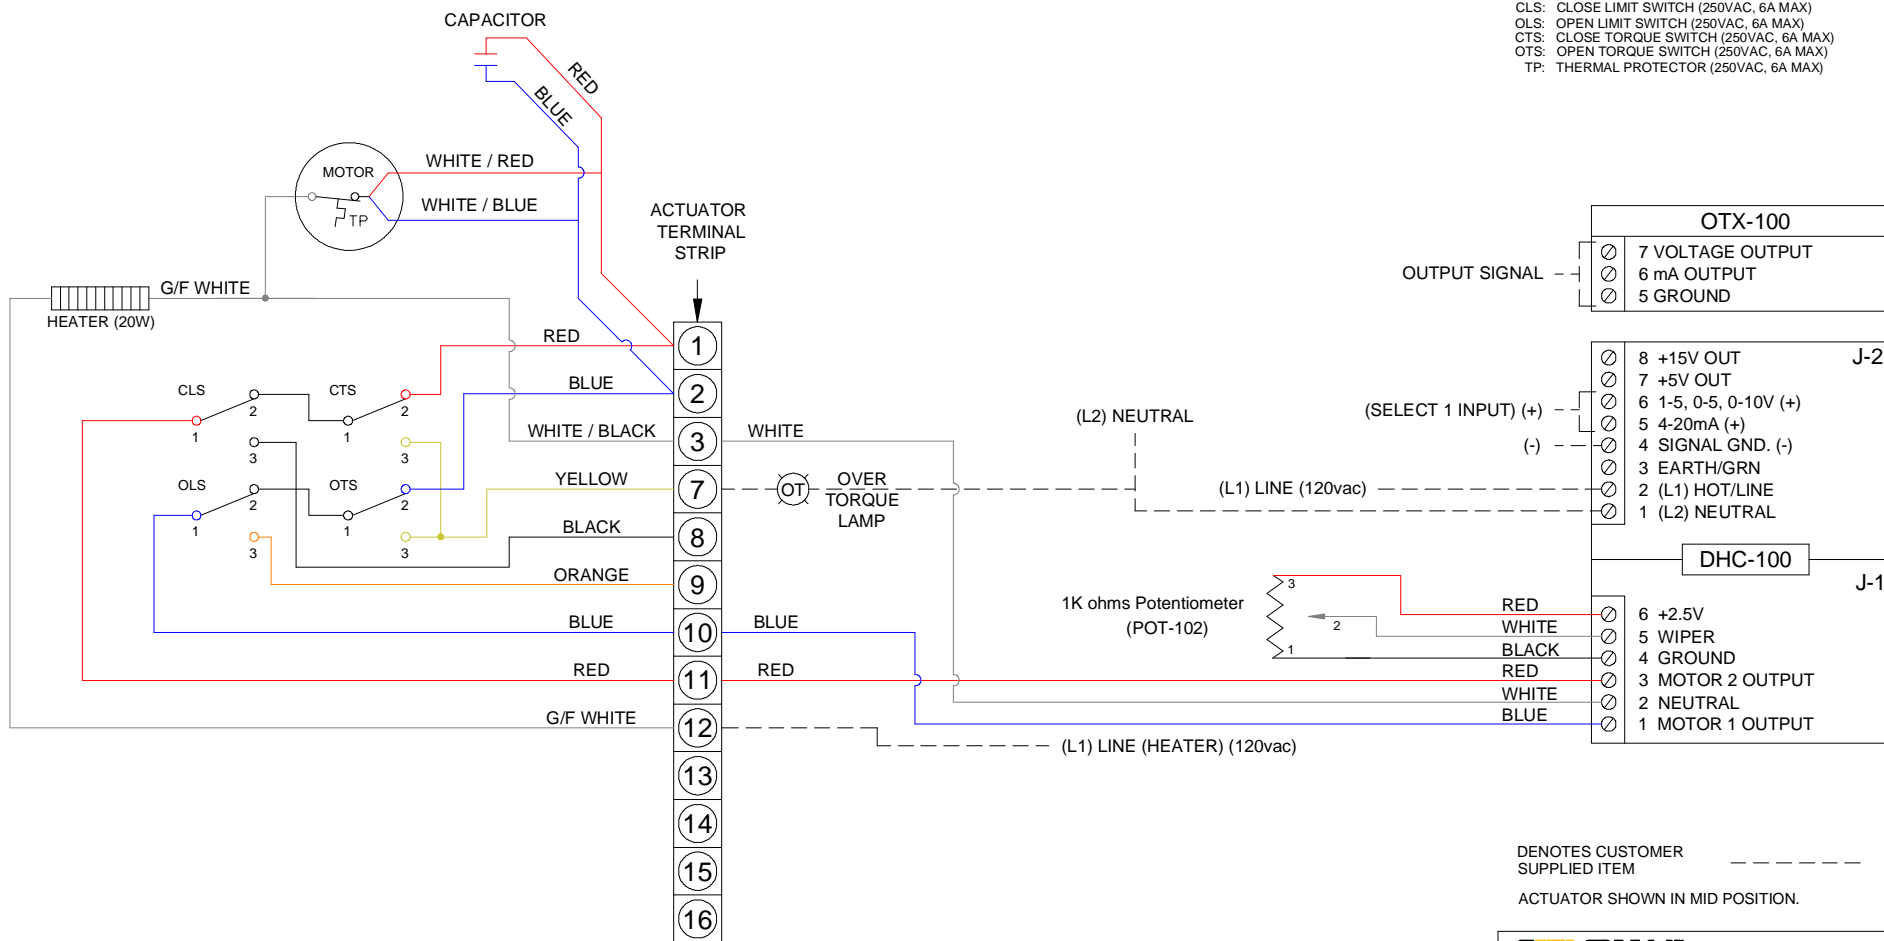 CLS: CLOSE LIMIT SWITCH (250VAC, 6A MAX)
OLS: OPEN LIMIT SWITCH (250VAC, 6A MAX)
CTS: CLOSE TORQUE SWITCH (250VAC, 6A MAX)
OTS: OPEN TORQUE SWITCH (250VAC, 6A MAX)
TP: THERMAL PROTECTOR (250VAC, 6A MAX)
CAPACITOR
RED
BLUE
MOTOR
TP
WHITE / RED
WHITE / BLUE
ACTUATOR
TERMINAL
STRIP
G/F WHITE
HEATER (20W)
RED
BLUE
WHITE / BLACK
YELLOW
BLACK
ORANGE
BLUE
RED
G/F WHITE
CLS
1
2
3
CTS
1
2
3
OLS
1
2
3
OTS
1
2
3
1
2
3
7
8
9
10
11
12
13
14
15
16
WHITE
OT
OVER
TORQUE
LAMP
BLUE
RED
(L2) NEUTRAL
(L1) LINE (120vac)
(L1) LINE (HEATER) (120vac)
1K ohms Potentiometer
(POT-102)
3
2
1
OUTPUT SIGNAL
OTX-100
7 VOLTAGE OUTPUT
6 mA OUTPUT
5 GROUND
(SELECT 1 INPUT) (+)
(-)
J-2
8 +15V OUT
7 +5V OUT
6 1-5, 0-5, 0-10V (+)
5 4-20mA (+)
4 SIGNAL GND. (-)
3 EARTH/GRN
2 (L1) HOT/LINE
1 (L2) NEUTRAL
DHC-100
J-1
RED
WHITE
BLACK
RED
WHITE
BLUE
6 +2.5V
5 WIPER
4 GROUND
3 MOTOR 2 OUTPUT
2 NEUTRAL
1 MOTOR 1 OUTPUT
DENOTES CUSTOMER
SUPPLIED ITEM
ACTUATOR SHOWN IN MID POSITION.